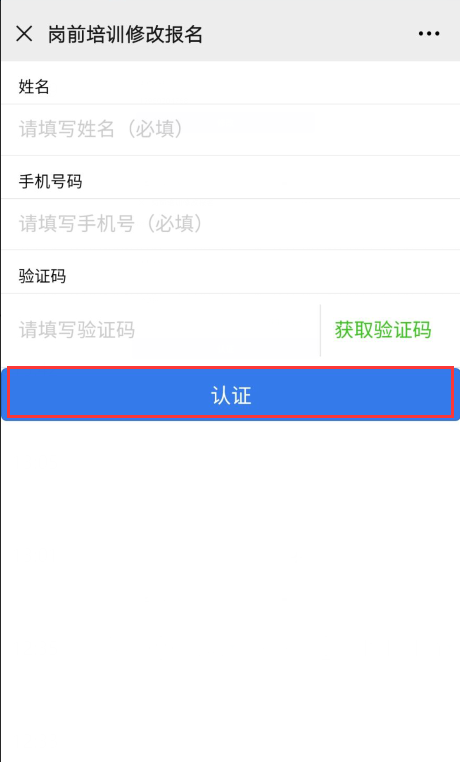 岗前培训修改报名
姓名
请填写姓名（必填）
手机号码
请填写手机号（必填）
验证码
请填写验证码
获取验证码
认证